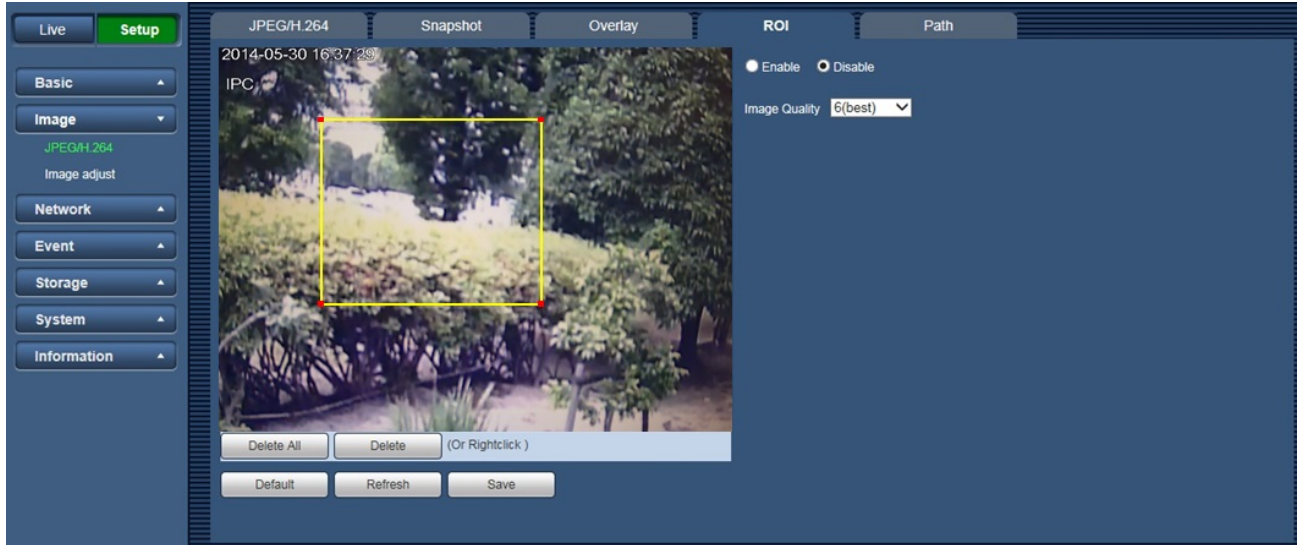 Live Setup
JPEG/H.264 Snapshot Overlay ROI Path
Basic
Image
JPEG/H.264
Image adjust
Network
Event
Storage
System
Information
2014-05-30 16:37:29
IPC
Enable Disable
Image Quality 6(best)
Delete All Delete (Or Rightclick )
Default Refresh Save